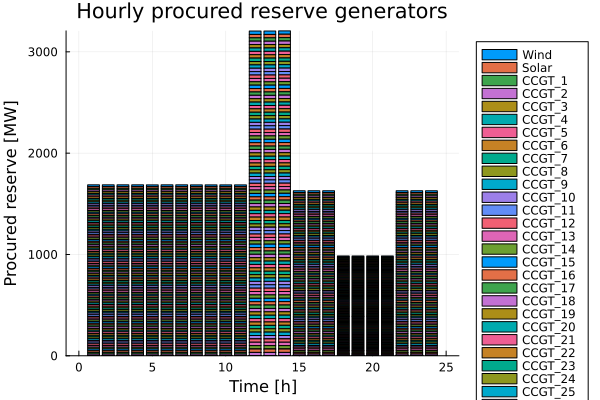 Hourly procured reserve generators
Procured reserve [MW]
3000
2000
1000
0
0 5 10 15 20 25
Time [h]
Wind
Solar
CCGT_1
CCGT_2
CCGT_3
CCGT_4
CCGT_5
CCGT_6
CCGT_7
CCGT_8
CCGT_9
CCGT_10
CCGT_11
CCGT_12
CCGT_13
CCGT_14
CCGT_15
CCGT_16
CCGT_17
CCGT_18
CCGT_19
CCGT_20
CCGT_21
CCGT_22
CCGT_23
CCGT_24
CCGT_25